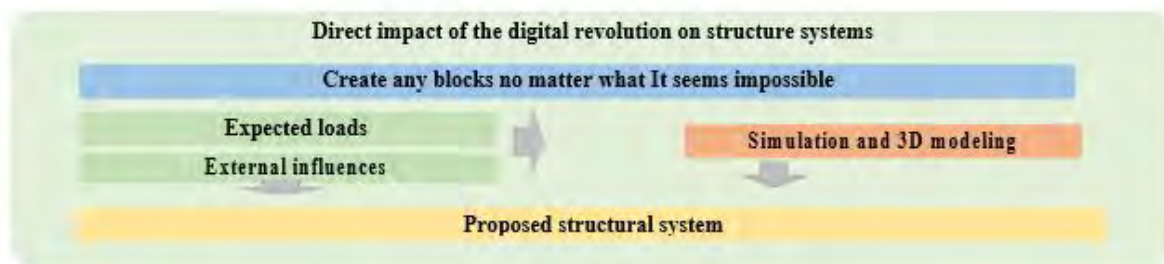 Direct impact of the digital revolution on structure systems
Create any blocks no matter what It seems impossible
Expected loads
Simulation and 3D modeling
External influences
Proposed structural system